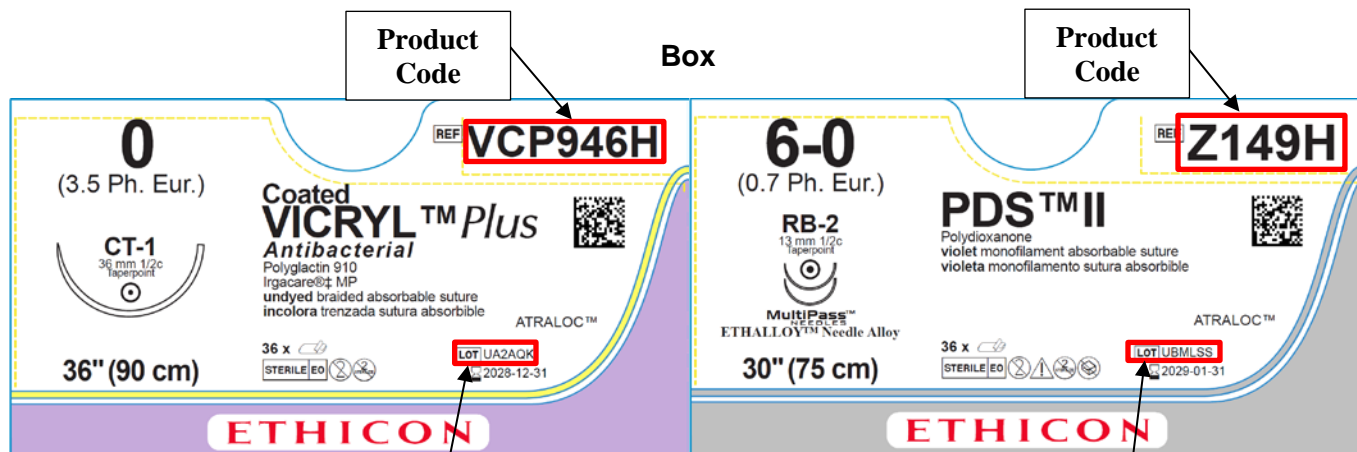 Box
Product
Code
0
(3.5 Ph. Eur.)
CT-1
36 mm 1/2c
Taperpoint
36" (90 cm)
REF VCP946H
Coated
VICRYL™ Plus
Antibacterial
Polyglactin 910
Irgacare®‡ MP
undyed braided absorbable suture
incolora trenzada sutura absorbible
ATRALOC™
36 x
STERILE EO
LOT UA2AQK
2028-12-31
ETHICON
Product
Code
6-0
(0.7 Ph. Eur.)
RB-2
13 mm 1/2c
Taperpoint
MultiPass™
NEEDLES
ETHALLOY™ Needle Alloy
30" (75 cm)
REF Z149H
PDS™II
Polydioxanone
violet monofilament absorbable suture
violeta monofilamento sutura absorbible
ATRALOC™
36 x
STERILE EO
LOT UBMLSS
2029-01-31
ETHICON